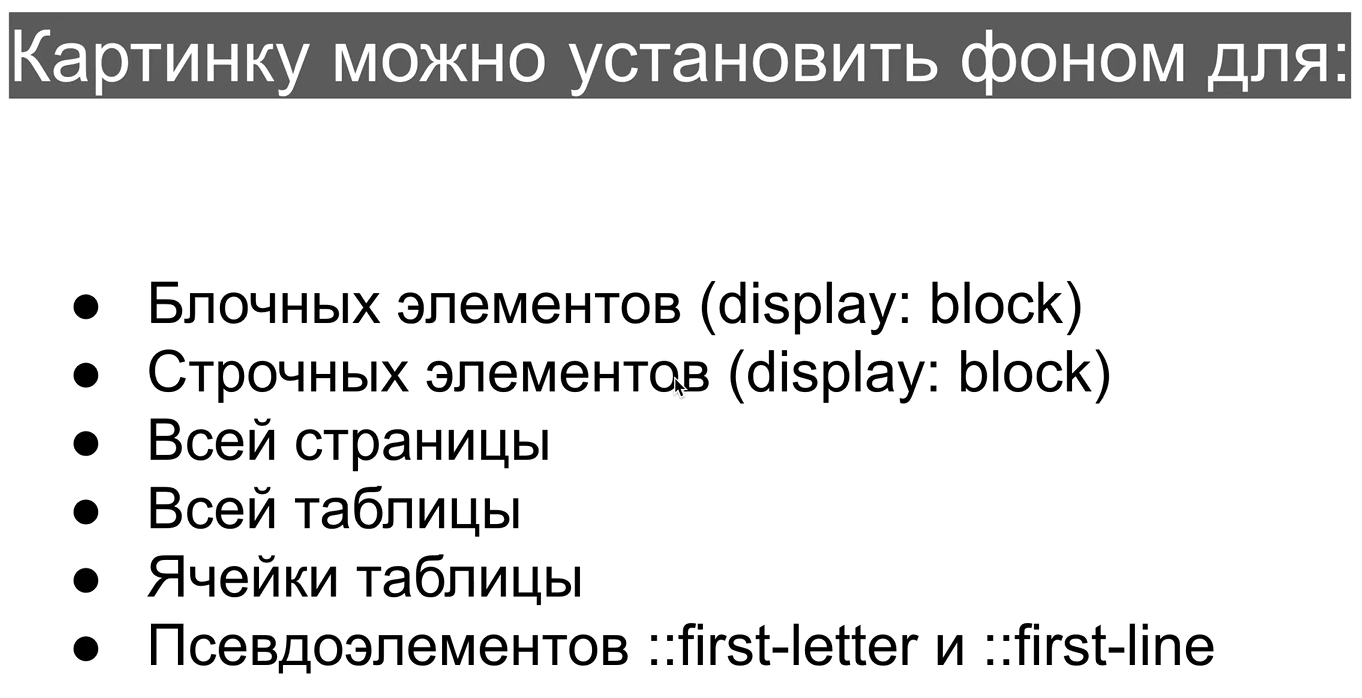 Картинку можно установить фоном для:
● Блочных элементов (display: block)
● Строчных элементов (display: block)
● Всей страницы
● Всей таблицы
● Ячейки таблицы
● Псевдоэлементов ::first-letter и ::first-line